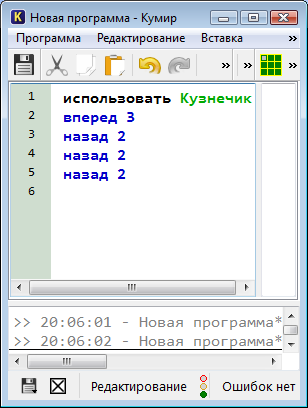 Новая программа - Кумир
Программа Редактирование Вставка »
» » »
1 использовать Кузнечик
2 вперед 3
3 назад 2
4 назад 2
5 назад 2
6
>> 20:06:01 - Новая программа*
>> 20:06:02 - Новая программа*
Редактирование Ошибок нет